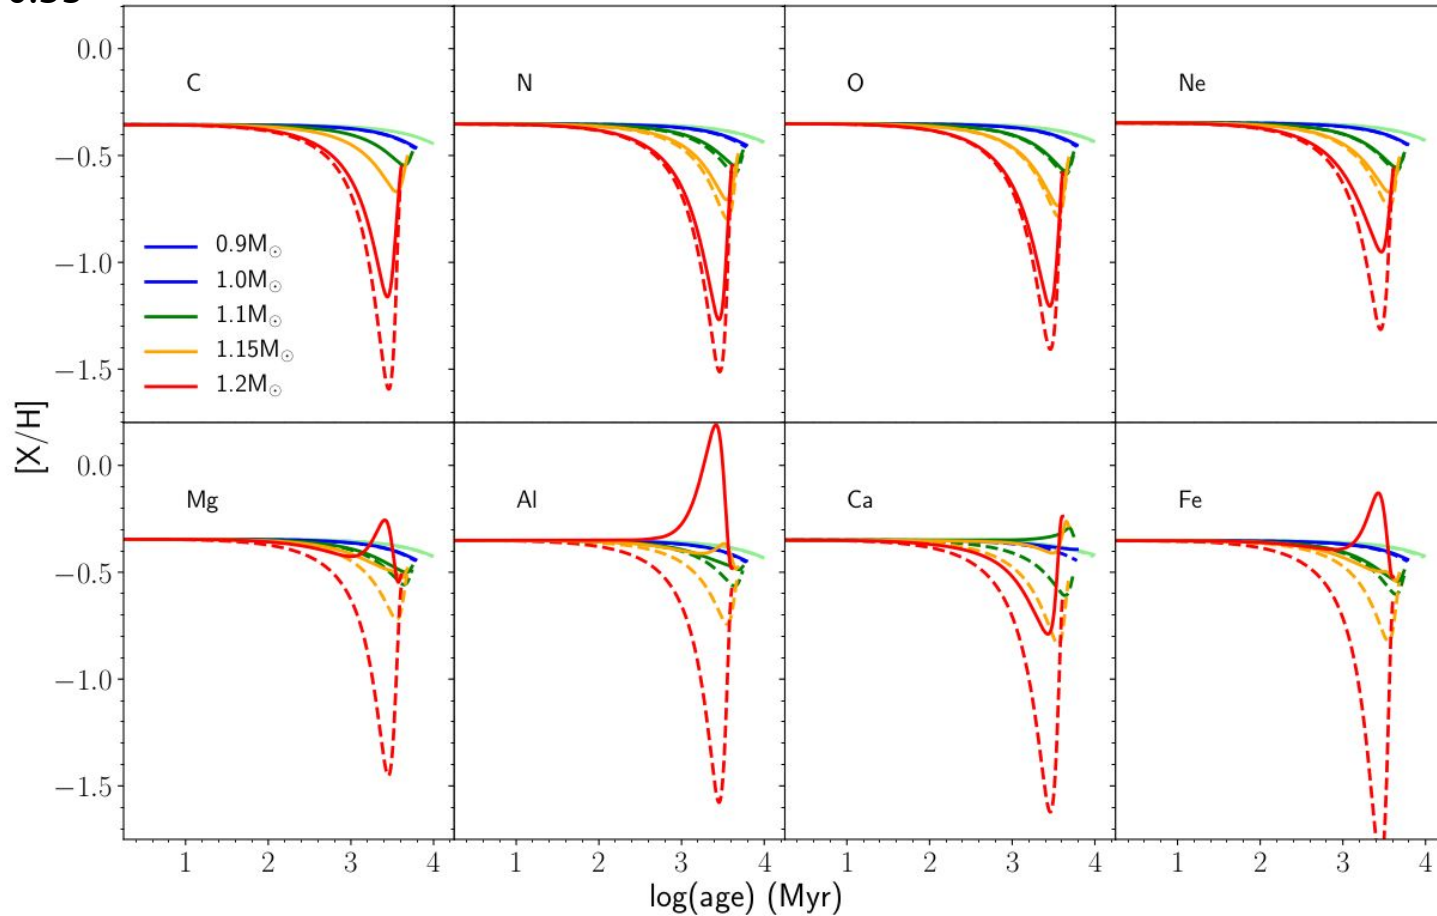 0.0
−0.5
−1.0
−1.5
C
N
O
Ne
0.9M⊙
1.0M⊙
1.1M⊙
1.15M⊙
1.2M⊙
[X/H]
0.0
−0.5
−1.0
−1.5
Mg
Al
Ca
Fe
1 2 3 4 1 2 3 4 1 2 3 4 1 2 3 4
log(age) (Myr)